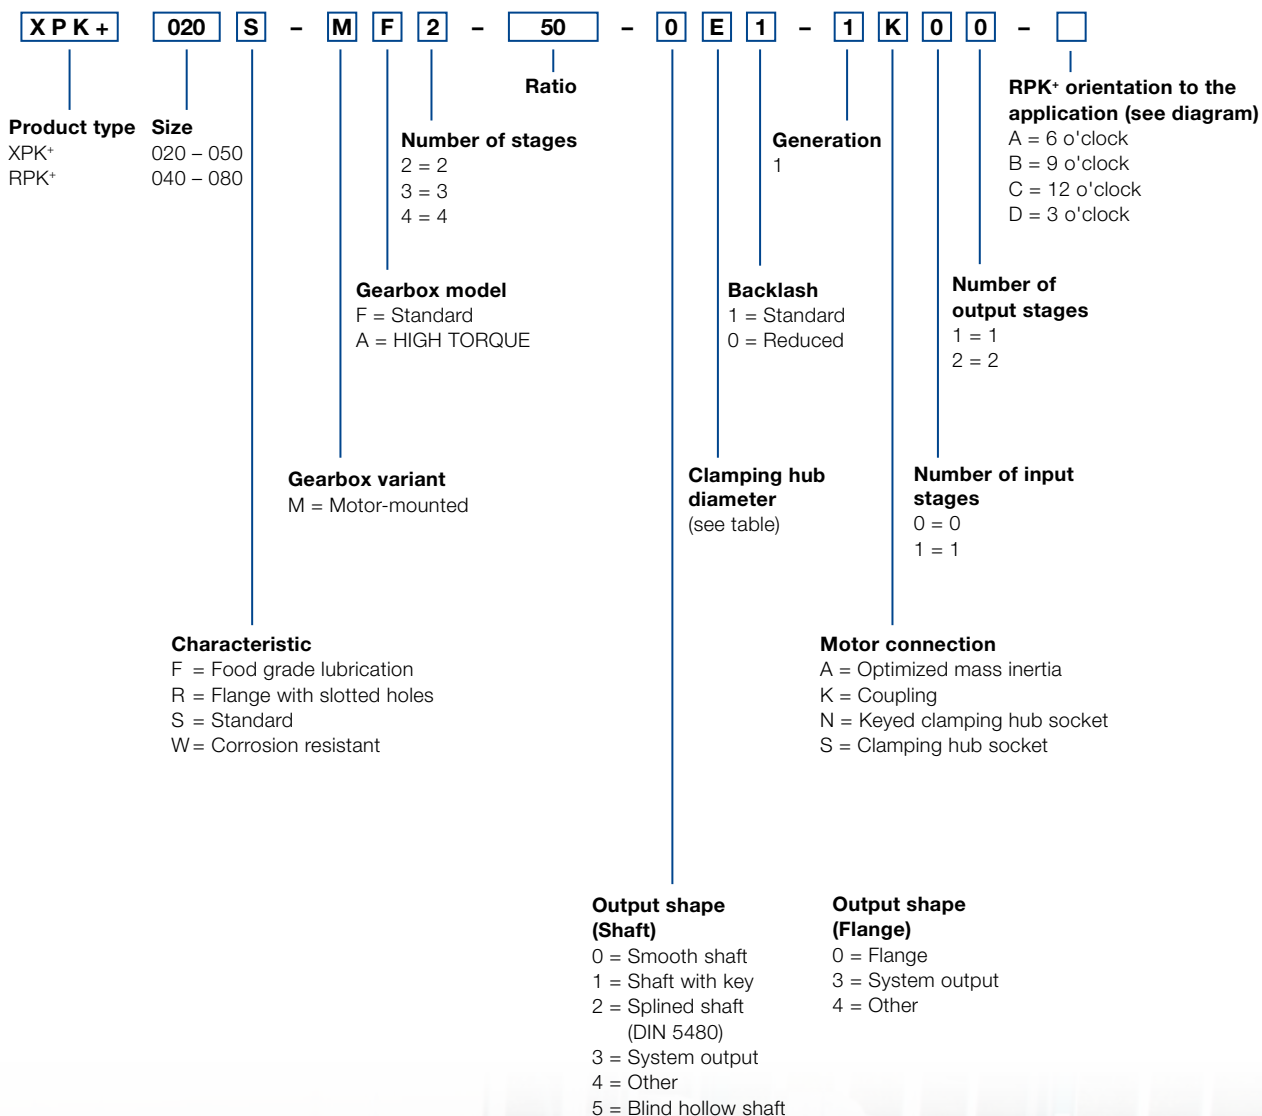 XPK+ 020 S – M F 2 – 50 – 0 E 1 – 1 K 0 0 –
Ratio
RPK+ orientation to the
application (see diagram)
A = 6 o'clock
B = 9 o'clock
C = 12 o'clock
D = 3 o'clock
Product type
XPK+
RPK+
Size
020 – 050
040 – 080
Number of stages
2 = 2
3 = 3
4 = 4
Generation
1
Gearbox model
F = Standard
A = HIGH TORQUE
Backlash
1 = Standard
0 = Reduced
Number of
output stages
1 = 1
2 = 2
Gearbox variant
M = Motor-mounted
Clamping hub
diameter
(see table)
Number of input
stages
0 = 0
1 = 1
Characteristic
F = Food grade lubrication
R = Flange with slotted holes
S = Standard
W = Corrosion resistant
Motor connection
A = Optimized mass inertia
K = Coupling
N = Keyed clamping hub socket
S = Clamping hub socket
Output shape
(Shaft)
0 = Smooth shaft
1 = Shaft with key
2 = Splined shaft
(DIN 5480)
3 = System output
4 = Other
5 = Blind hollow shaft
Output shape
(Flange)
0 = Flange
3 = System output
4 = Other